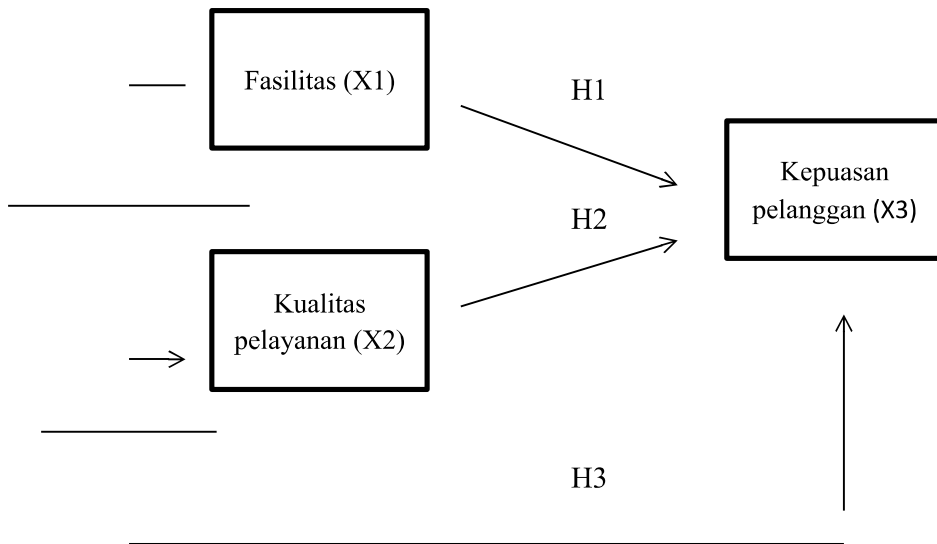 Fasilitas (X1)
H1
Kepuasan
pelanggan (X3)
H2
Kualitas
pelayanan (X2)
H3